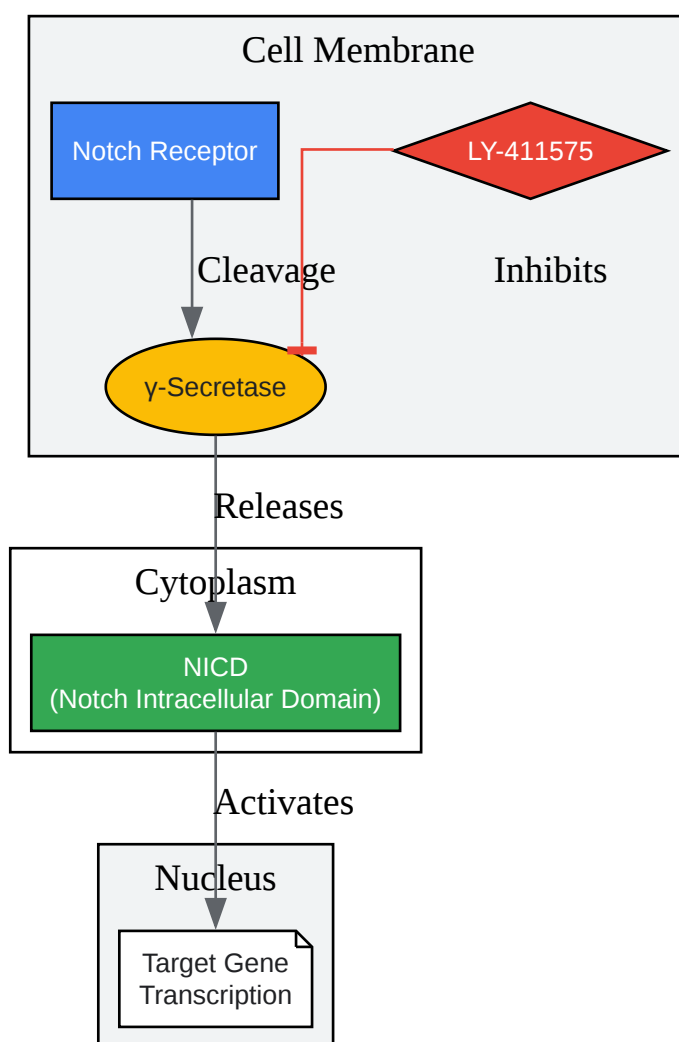 Cell Membrane
Notch Receptor
LY-411575
Cleavage
Inhibits
γ-Secretase
Releases
Cytoplasm
NICD
(Notch Intracellular Domain)
Activates
Nucleus
Target Gene
Transcription